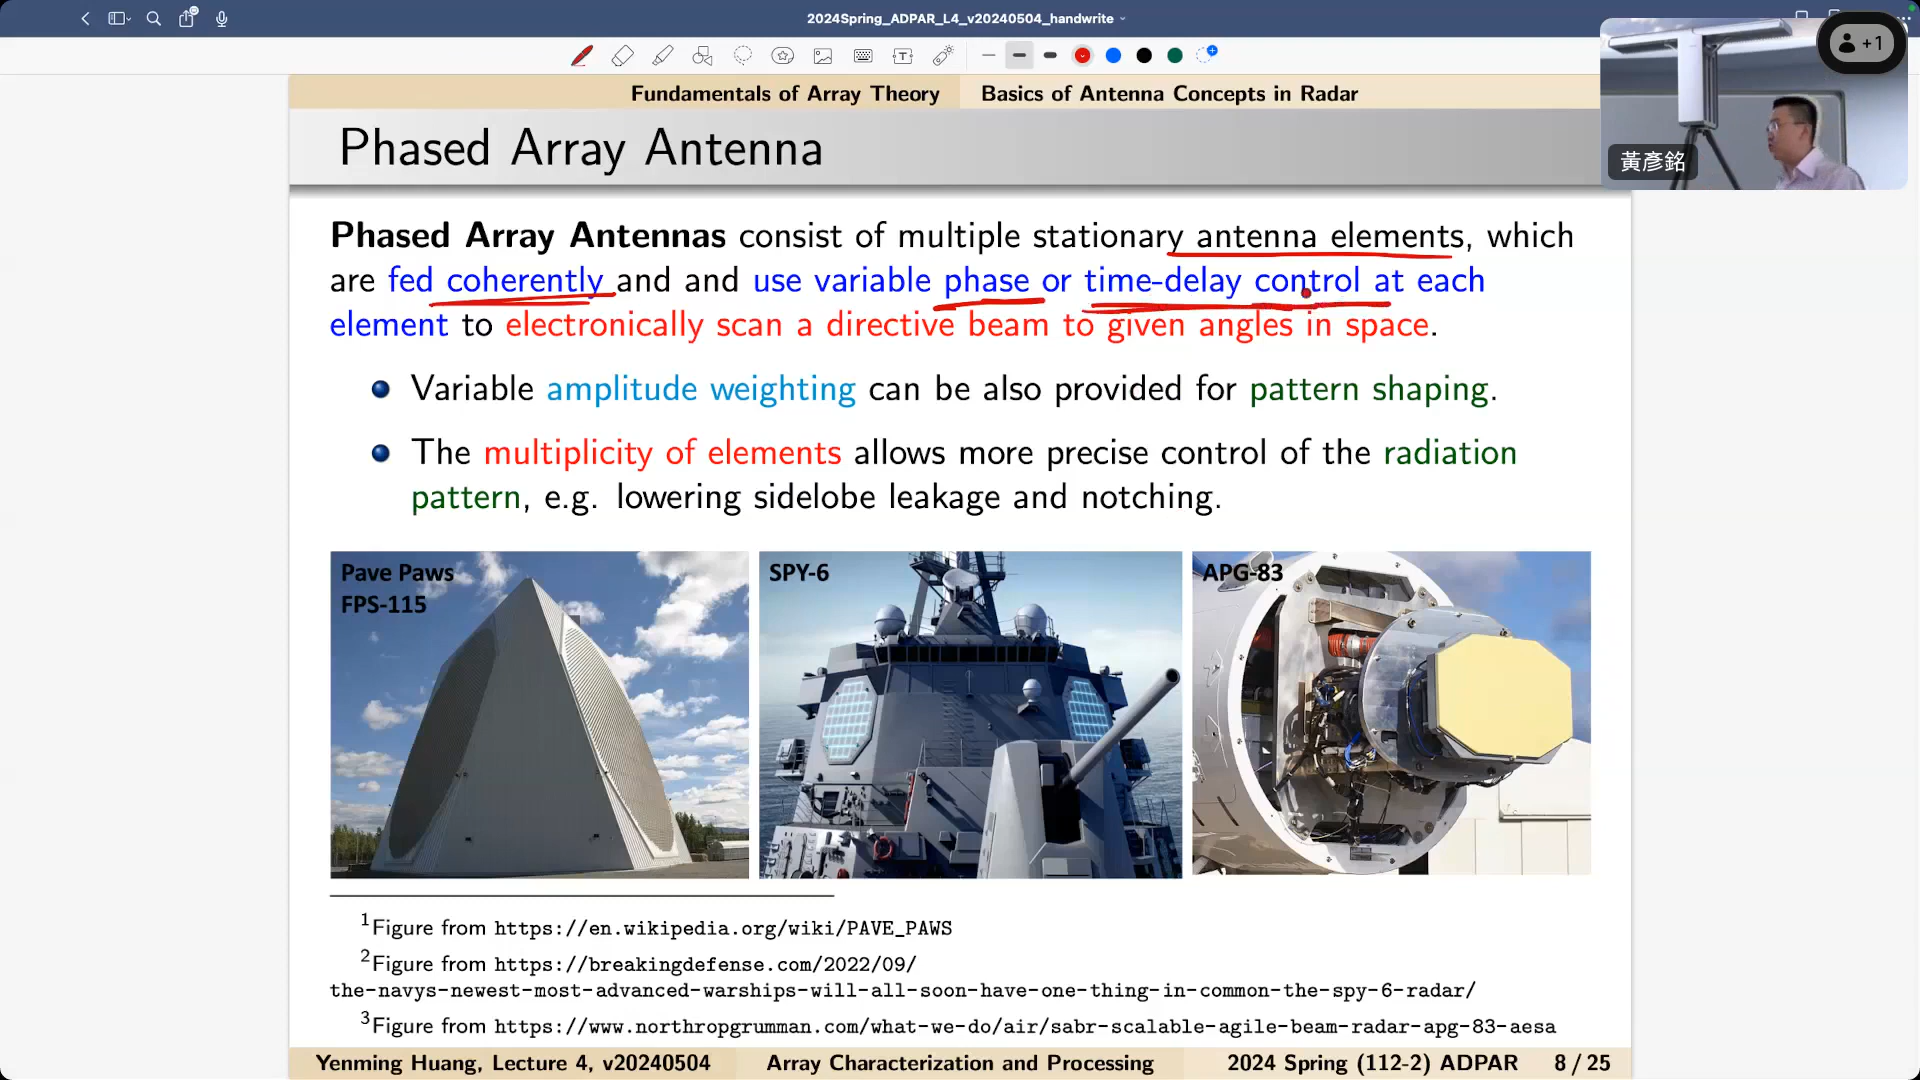 2024Spring_ADPAR_L4_v20240504_handwrite
+1
Fundamentals of Array Theory Basics of Antenna Concepts in Radar
黃彥銘
Phased Array Antenna
Phased Array Antennas consist of multiple stationary antenna elements, which
are fed coherently and and use variable phase or time-delay control at each
element to electronically scan a directive beam to given angles in space.
Variable amplitude weighting can be also provided for pattern shaping.
The multiplicity of elements allows more precise control of the radiation
pattern, e.g. lowering sidelobe leakage and notching.
Pave Paws
FPS-115
SPY-6
APG-83
1Figure from https://en.wikipedia.org/wiki/PAVE_PAWS
2Figure from https://breakingdefense.com/2022/09/
the-navys-newest-most-advanced-warships-will-all-soon-have-one-thing-in-common-the-spy-6-radar/
3Figure from https://www.northropgrumman.com/what-we-do/air/sabr-scalable-agile-beam-radar-apg-83-aesa
Yenming Huang, Lecture 4, v20240504 Array Characterization and Processing 2024 Spring (112-2) ADPAR 8 / 25